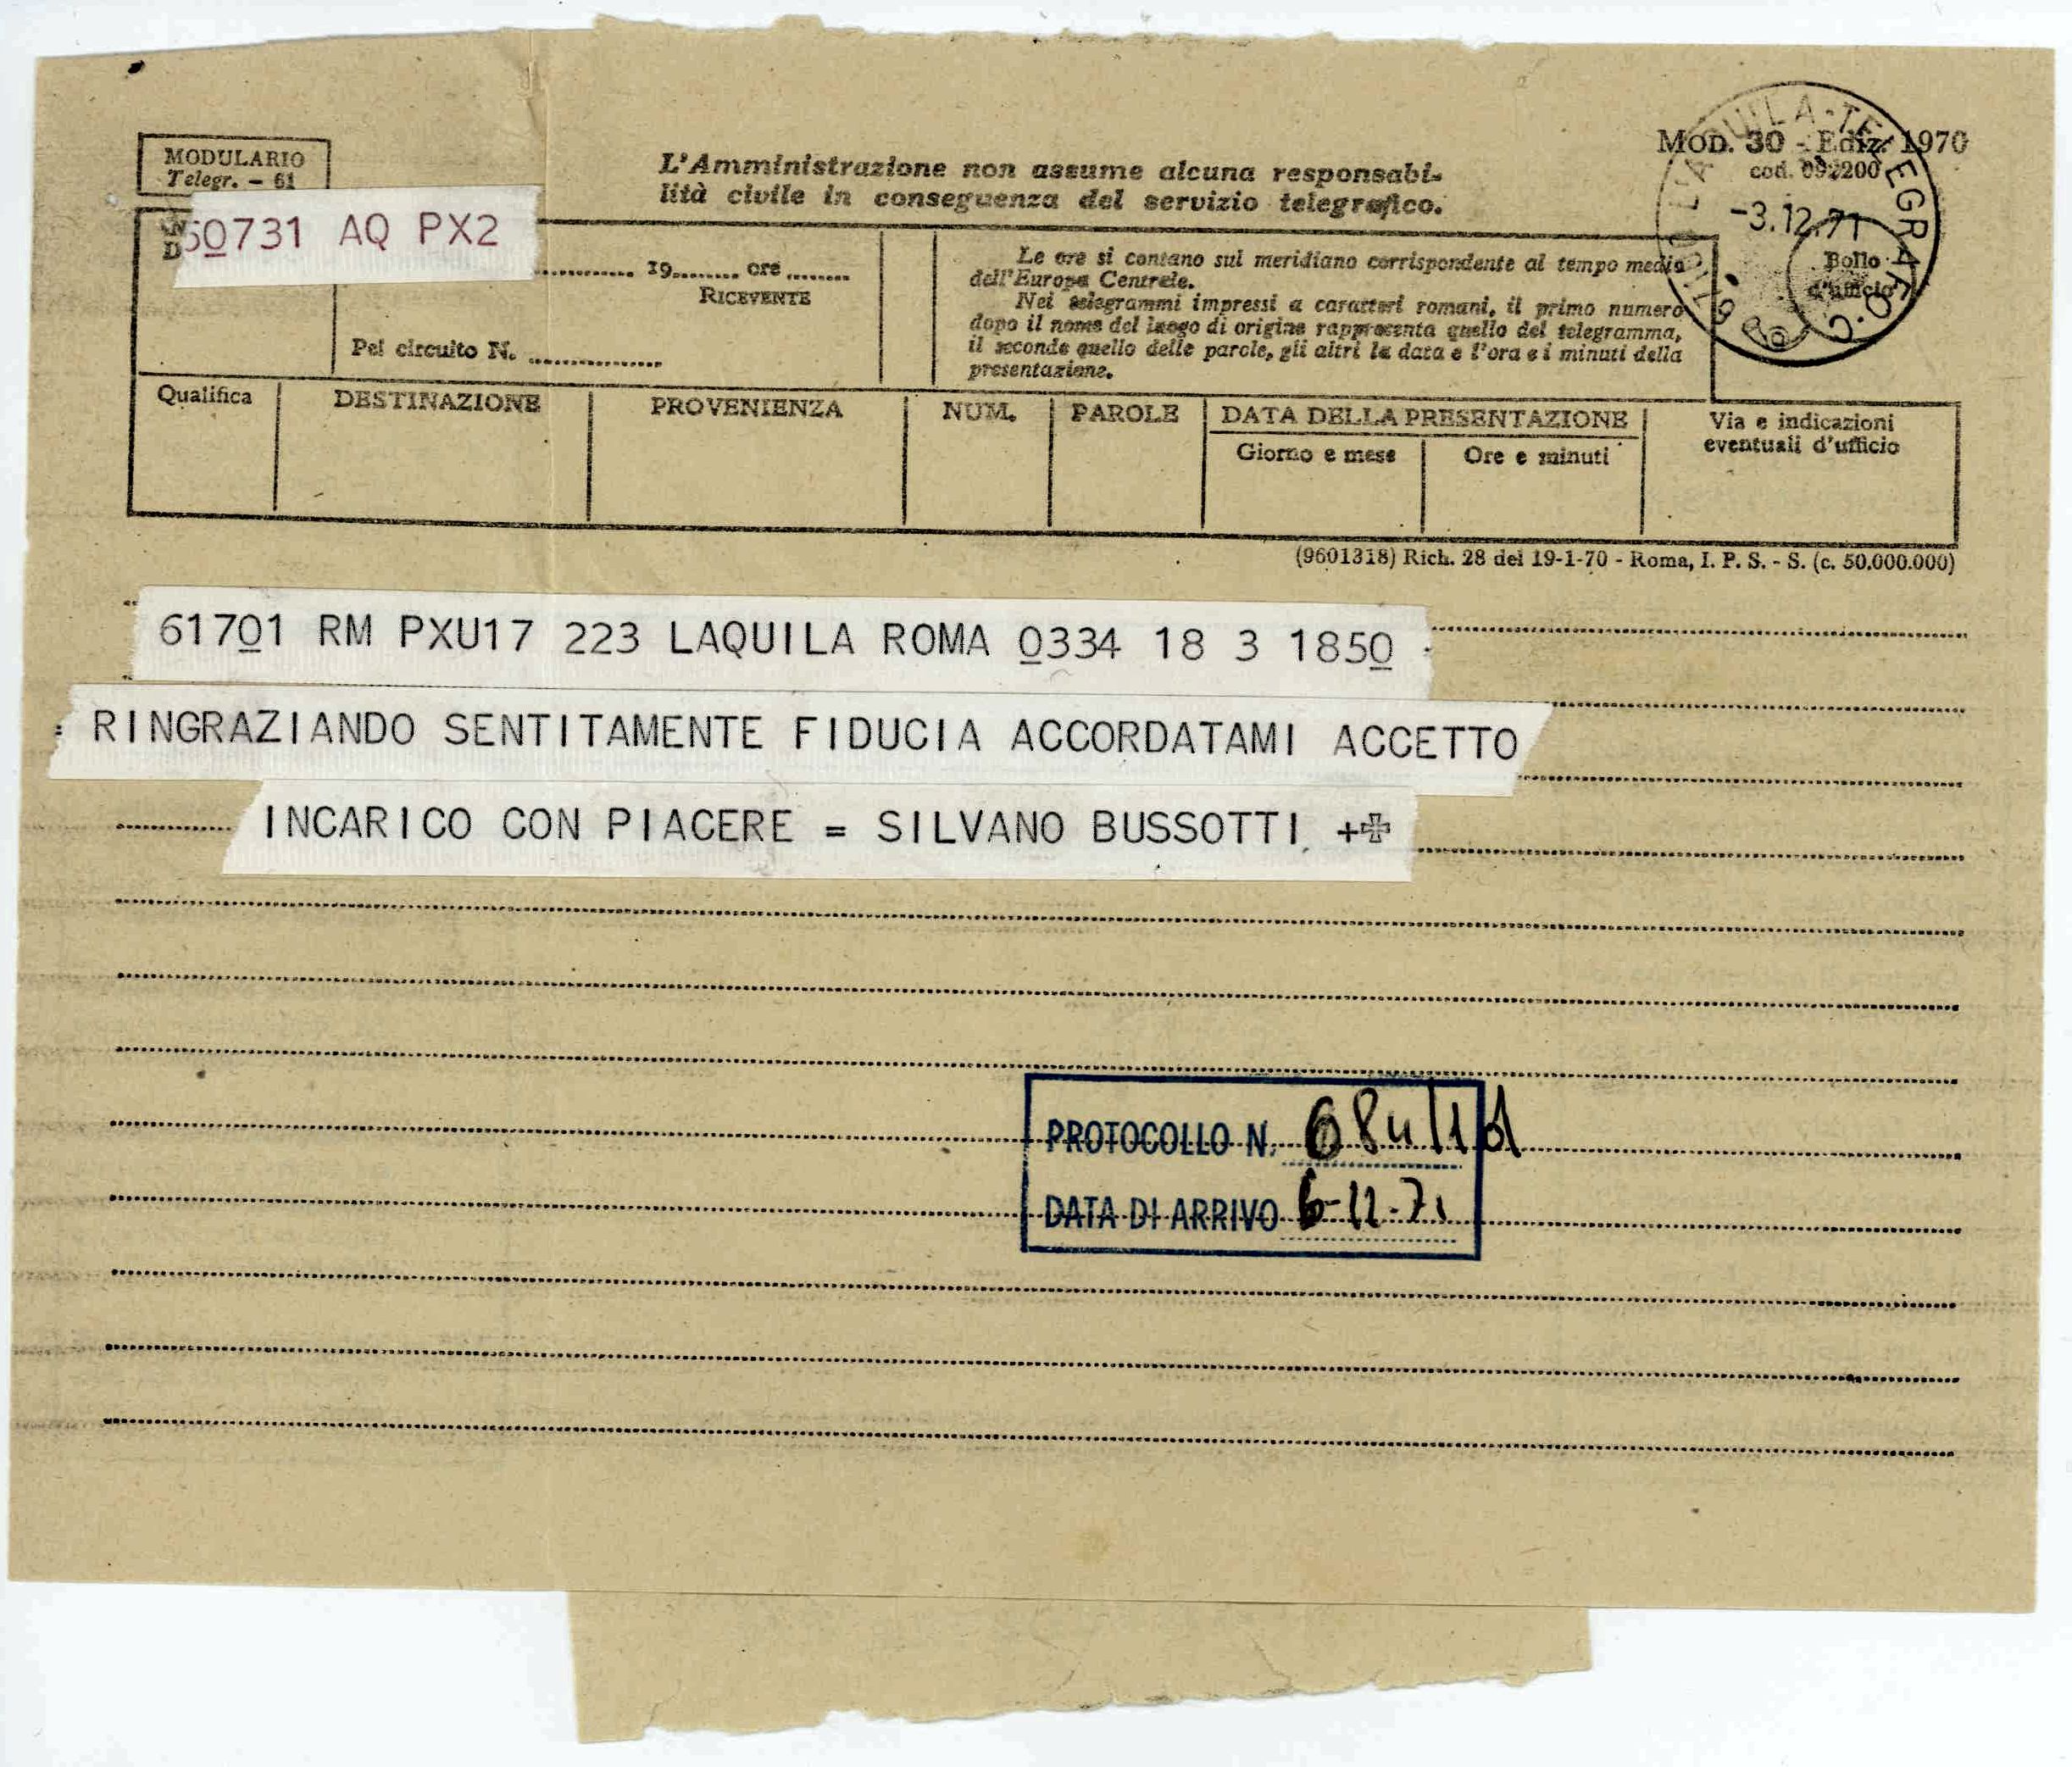 MODULARIO
Telegr. – 61
L'Amministrazione non assume alcuna responsabi-
lità civile in conseguenza del servizio telegrafico.
MOD. 30 - Ediz. 1970
cod. 092200
L'AQUILA - TELEGRAFO
-3.12.71
Bollo
d'ufficio
50731 AQ PX2
19 ore
RICEVENTE
Pel circuito N.
Le ore si contano sul meridiano corrispondente al tempo medio
dell'Europa Centrale.
Nei telegrammi impressi a caratteri romani, il primo numero
dopo il nome del luogo di origine rappresenta quello del telegramma,
il secondo quello delle parole, gli altri la data e l'ora e i minuti della
presentazione.
Qualifica
DESTINAZIONE
PROVENIENZA
NUM.
PAROLE
DATA DELLA PRESENTAZIONE
Giorno e mese
Ore e minuti
Via e indicazioni
eventuali d'ufficio
(9601318) Rich. 28 del 19-1-70 - Roma, I. P. S. - S. (c. 50.000.000)
61701 RM PXU17 223 LAQUILA ROMA 0334 18 3 1850
= RINGRAZIANDO SENTITAMENTE FIDUCIA ACCORDATAMI ACCETTO
INCARICO CON PIACERE = SILVANO BUSSOTTI +✠
PROTOCOLLO N.
DATA DI ARRIVO 6-12-71